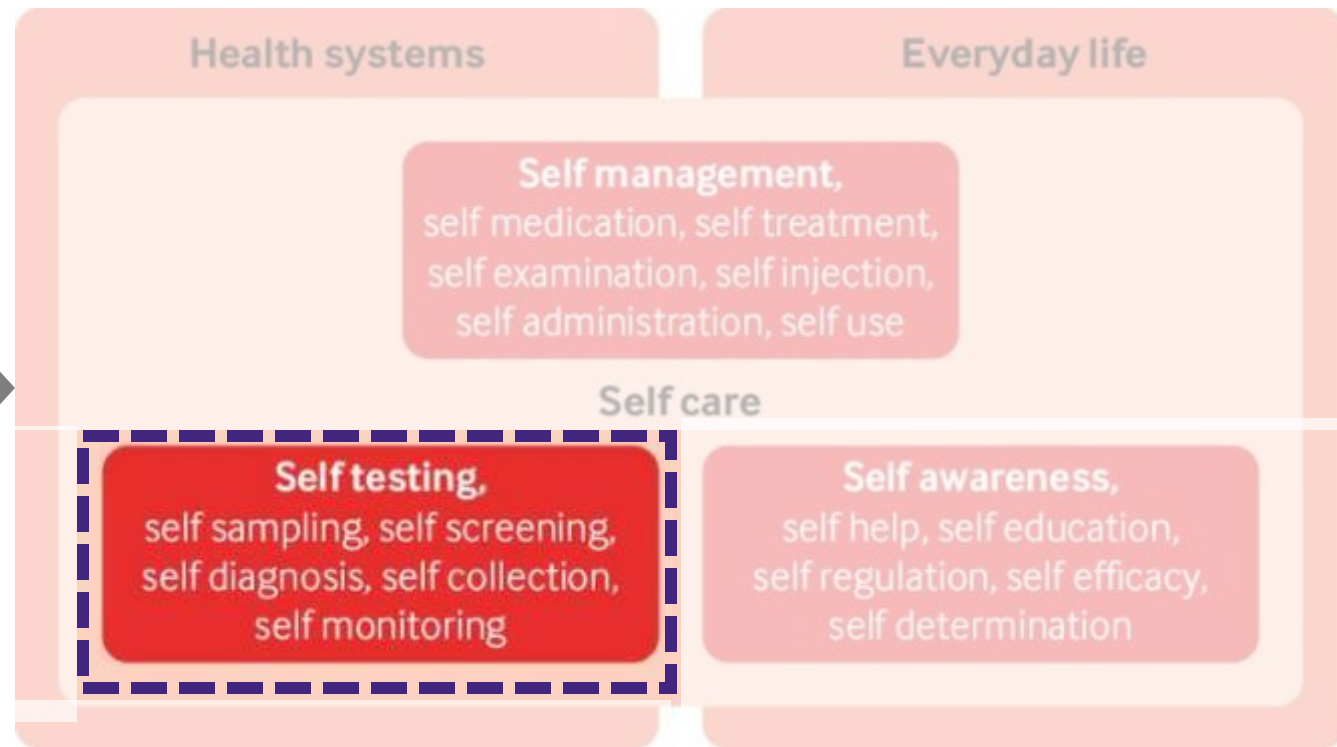 Health systems
Everyday life
Self management,
self medication, self treatment,
self examination, self injection,
self administration, self use
Self care
Self testing,
self sampling, self screening,
self diagnosis, self collection,
self monitoring
Self awareness,
self help, self education,
self regulation, self efficacy,
self determination